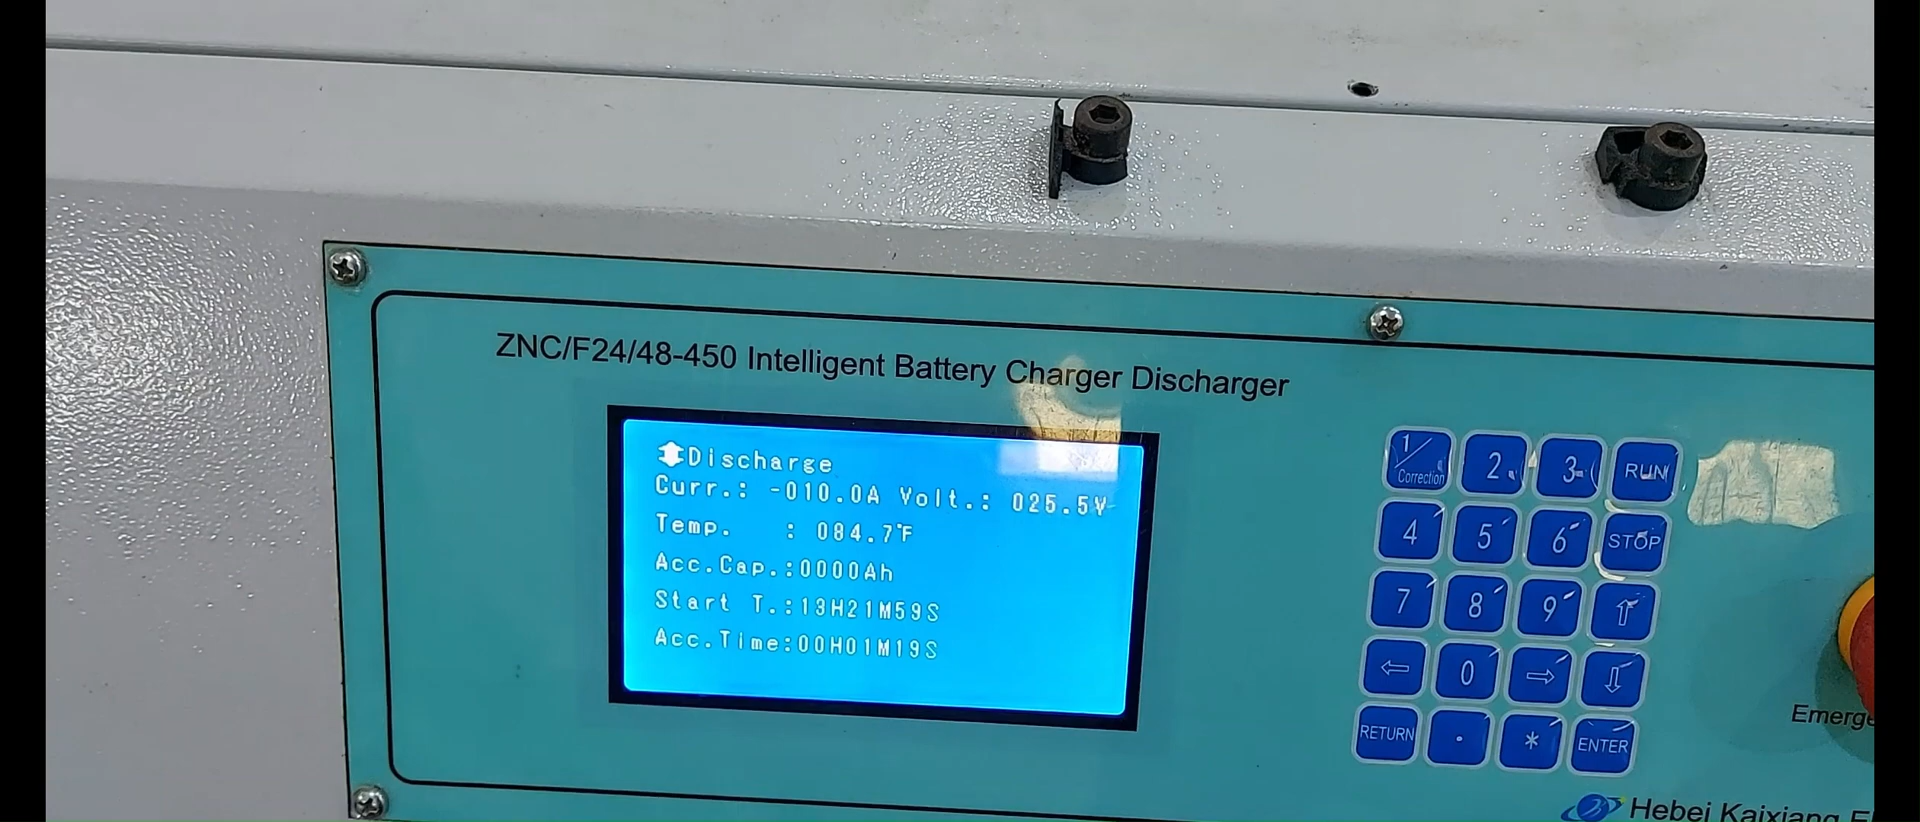 ZNC/F24/48-450 Intelligent Battery Charger Discharger
Discharge
Curr.: -010.0A Volt.: 025.5V
Temp. : 084.7℉
Acc.Cap.:0000Ah
Start T.:13H21M59S
Acc.Time:00H01M19S
1/Correction 2 3 RUN
4 5 6 STOP
7 8 9 ⇧
⇦ 0 ⇨ ⇩
RETURN . * ENTER
Hebei Kaixiang